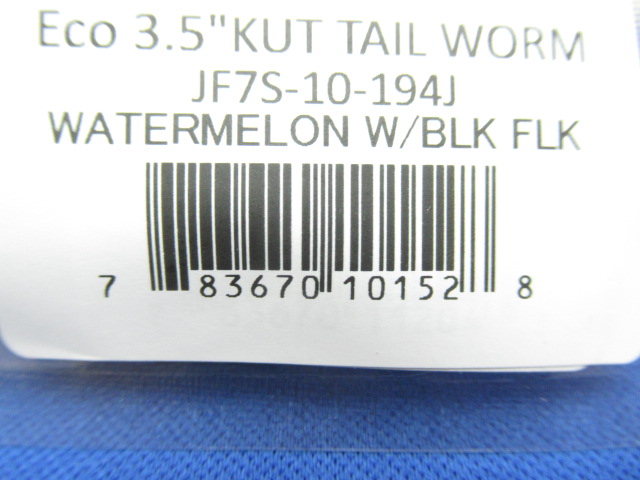 Eco 3.5"KUT TAIL WORM
JF7S-10-194J
WATERMELON W/BLK FLK
7 83670 10152 8